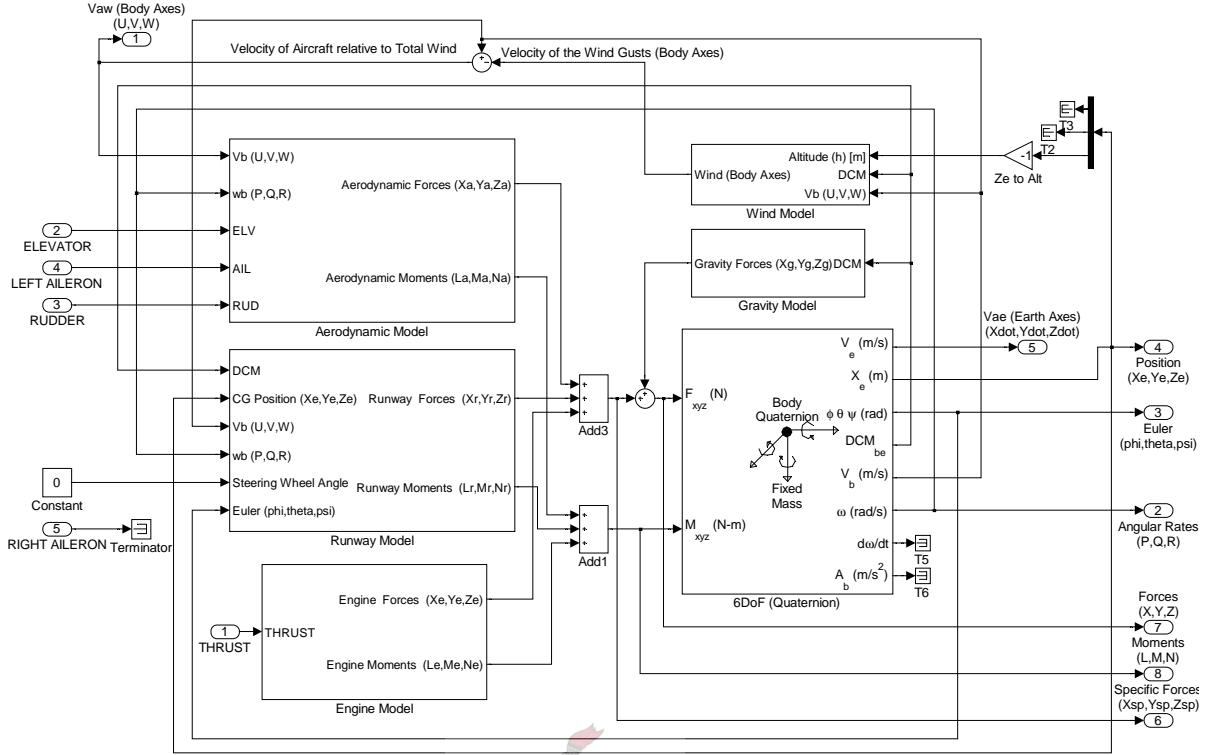 Vaw (Body Axes)
(U,V,W)
1
Velocity of Aircraft relative to Total Wind
+
-
Velocity of the Wind Gusts (Body Axes)
T3
T2
-1
Ze to Alt
Altitude (h) [m]
Wind (Body Axes)
DCM
Vb (U,V,W)
Wind Model
Gravity Forces (Xg,Yg,Zg)
DCM
Gravity Model
2
ELEVATOR
4
LEFT AILERON
3
RUDDER
Vb (U,V,W)
wb (P,Q,R)
ELV
AIL
RUD
Aerodynamic Forces (Xa,Ya,Za)
Aerodynamic Moments (La,Ma,Na)
Aerodynamic Model
DCM
CG Position (Xe,Ye,Ze)
Vb (U,V,W)
wb (P,Q,R)
Steering Wheel Angle
Euler (phi,theta,psi)
Runway Forces (Xr,Yr,Zr)
Runway Moments (Lr,Mr,Nr)
Runway Model
0
Constant
5
RIGHT AILERON
Terminator
1
THRUST
THRUST
Engine Forces (Xe,Ye,Ze)
Engine Moments (Le,Me,Ne)
Engine Model
+
+
+
Add3
+
+
+
+
+
Add1
F xyz (N)
M xyz (N-m)
Body
Quaternion
Fixed
Mass
V e (m/s)
X e (m)
ϕ θ ψ (rad)
DCM be
V b (m/s)
ω (rad/s)
dω/dt
A b (m/s²)
6DoF (Quaternion)
T5
T6
Vae (Earth Axes)
(Xdot,Ydot,Zdot)
5
4
Position
(Xe,Ye,Ze)
3
Euler
(phi,theta,psi)
2
Angular Rates
(P,Q,R)
Forces
(X,Y,Z)
7
Moments
(L,M,N)
8
Specific Forces
(Xsp,Ysp,Zsp)
6